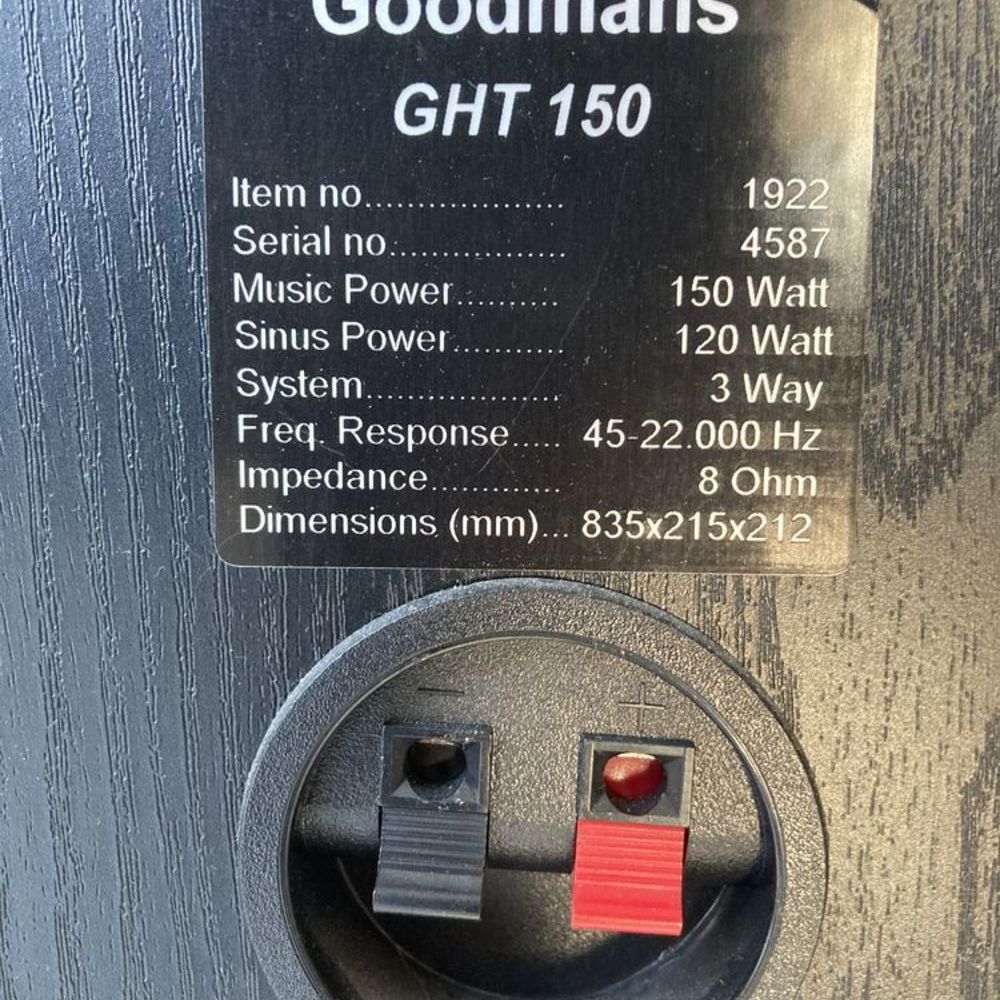 Goodmans
GHT 150
Item no................... 1922
Serial no................. 4587
Music Power.......... 150 Watt
Sinus Power........... 120 Watt
System................... 3 Way
Freq. Response..... 45-22.000 Hz
Impedance............. 8 Ohm
Dimensions (mm)... 835x215x212
− +